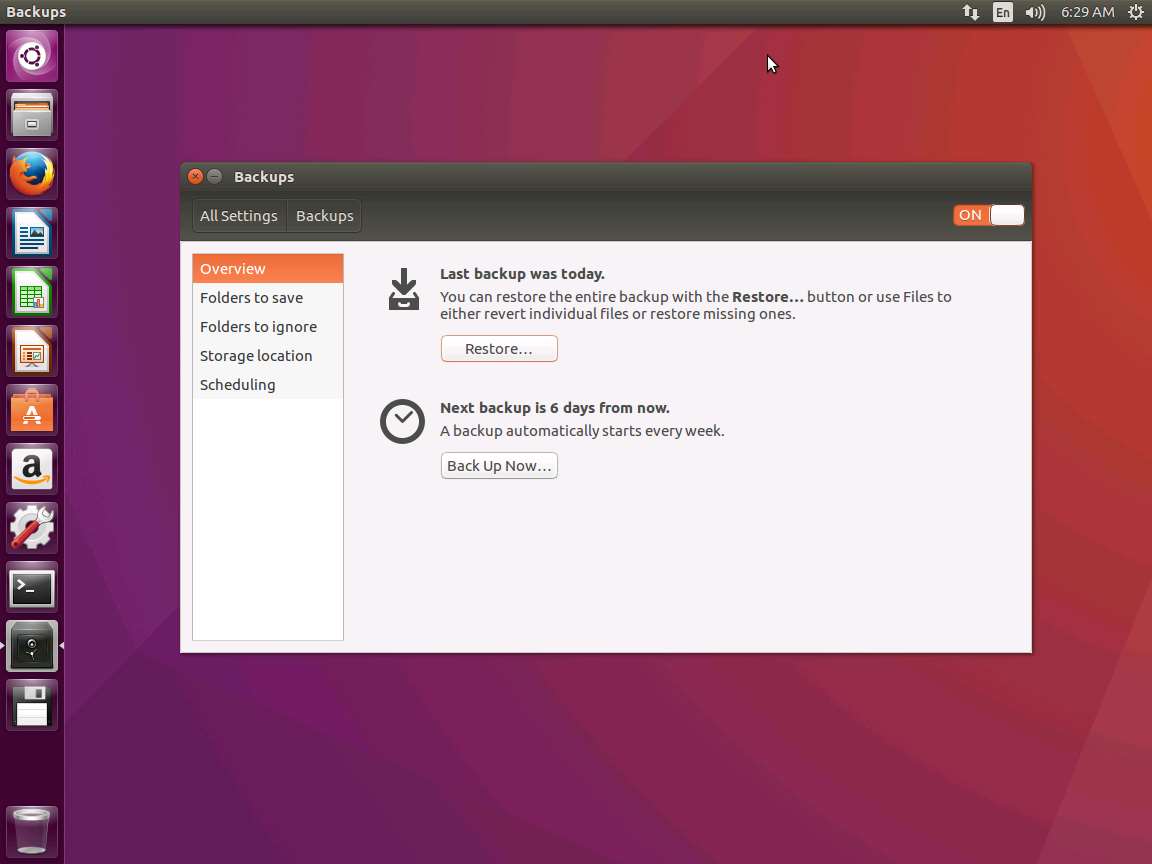 Backups
En
6:29 AM
Backups
All Settings
Backups
ON
Overview
Folders to save
Folders to ignore
Storage location
Scheduling
Last backup was today.
You can restore the entire backup with the Restore... button or use Files to
either revert individual files or restore missing ones.
Restore...
Next backup is 6 days from now.
A backup automatically starts every week.
Back Up Now...